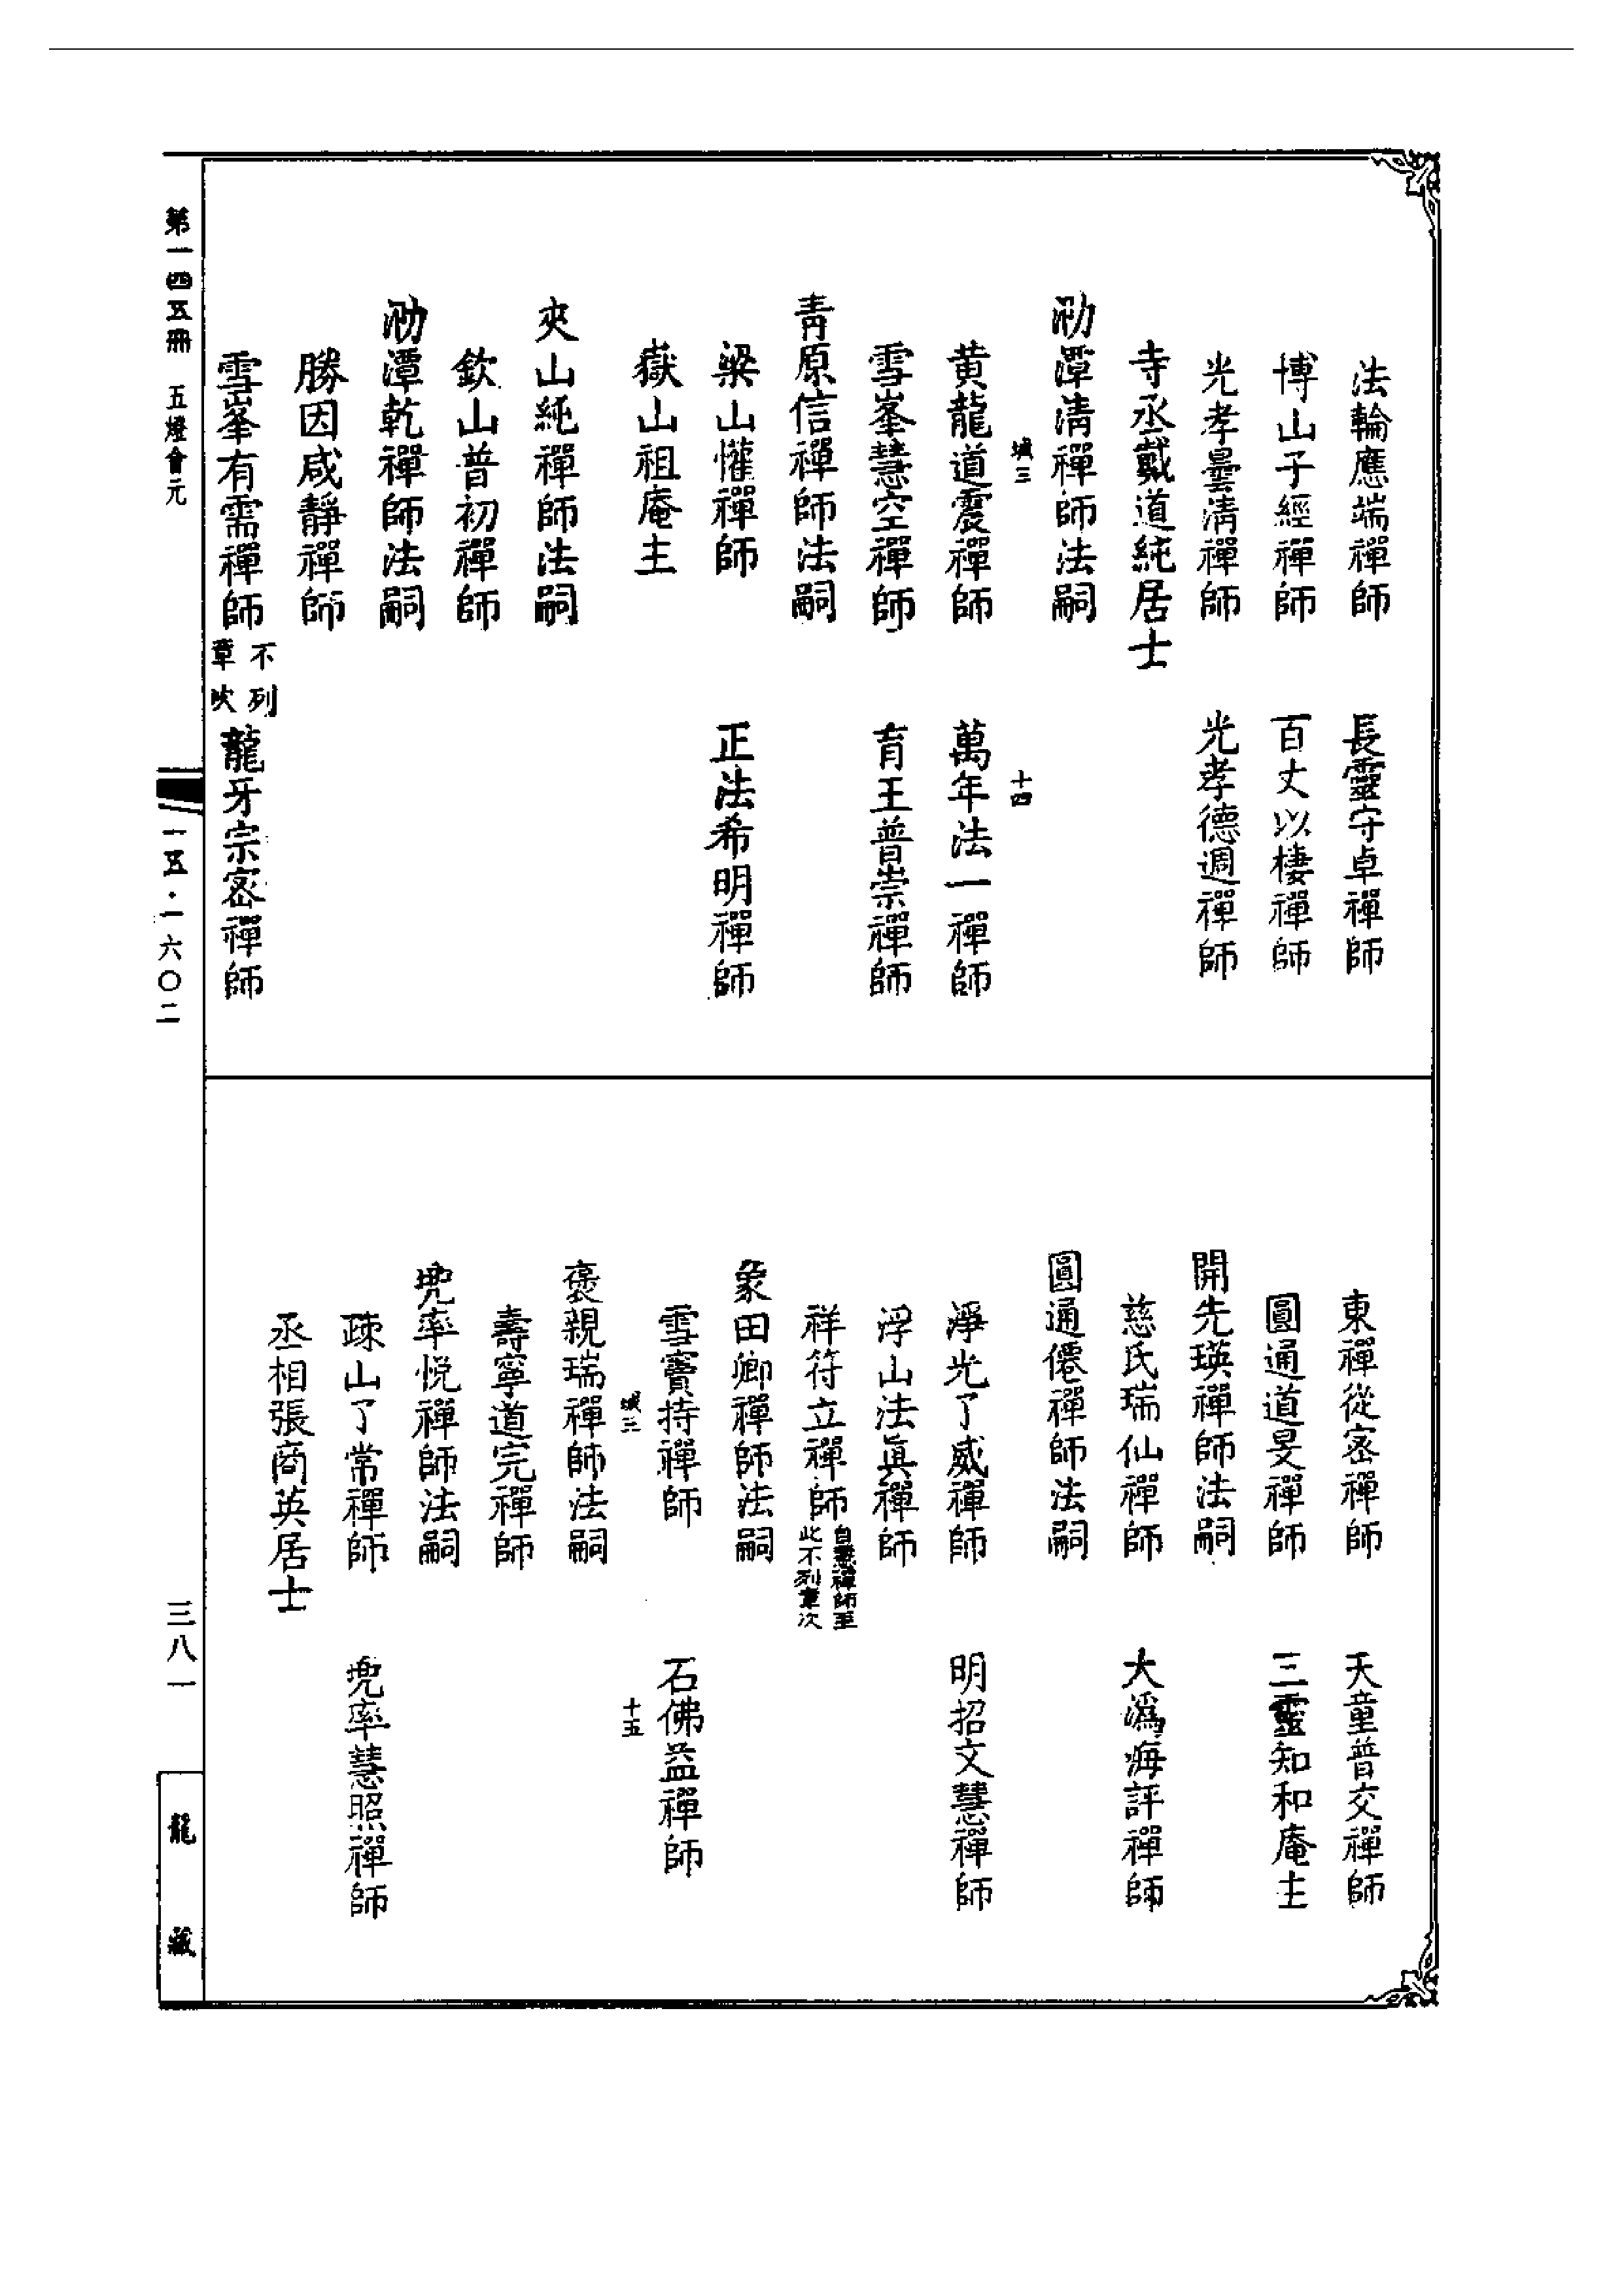 法輪應端禪師　長靈守卓禪師
博山子經禪師　百丈以棲禪師
光孝曇清禪師　光孝德週禪師
寺丞戴道純居士
泐潭清禪師法嗣
城三　十四
黄龍道震禪師　萬年法一禪師
雪峯慧空禪師　育王普崇禪師
青原信禪師法嗣
梁山懽禪師　正法希明禪師
嶽山祖庵主
夾山純禪師法嗣
欽山普初禪師
泐潭乾禪師法嗣
勝因咸靜禪師
雪峯有需禪師不列章次　龍牙宗密禪師
東禪從密禪師　天童普交禪師
圓通道旻禪師　三靈知和庵主
開先瑛禪師法嗣
慈氏瑞仙禪師　大溈海評禪師
圓通僊禪師法嗣
淨光了威禪師　明招文慧禪師
浮山法眞禪師
祥符立禪師自慧禪師至此不列章次
象田卿禪師法嗣
雪竇持禪師　石佛益禪師
城三　十五
褒親瑞禪師法嗣
壽寧道完禪師
兜率悅禪師法嗣
疎山了常禪師　兜率慧照禪師
丞相張商英居士
第一四五冊　五燈會元
一五·一六〇二
三八一
龍藏